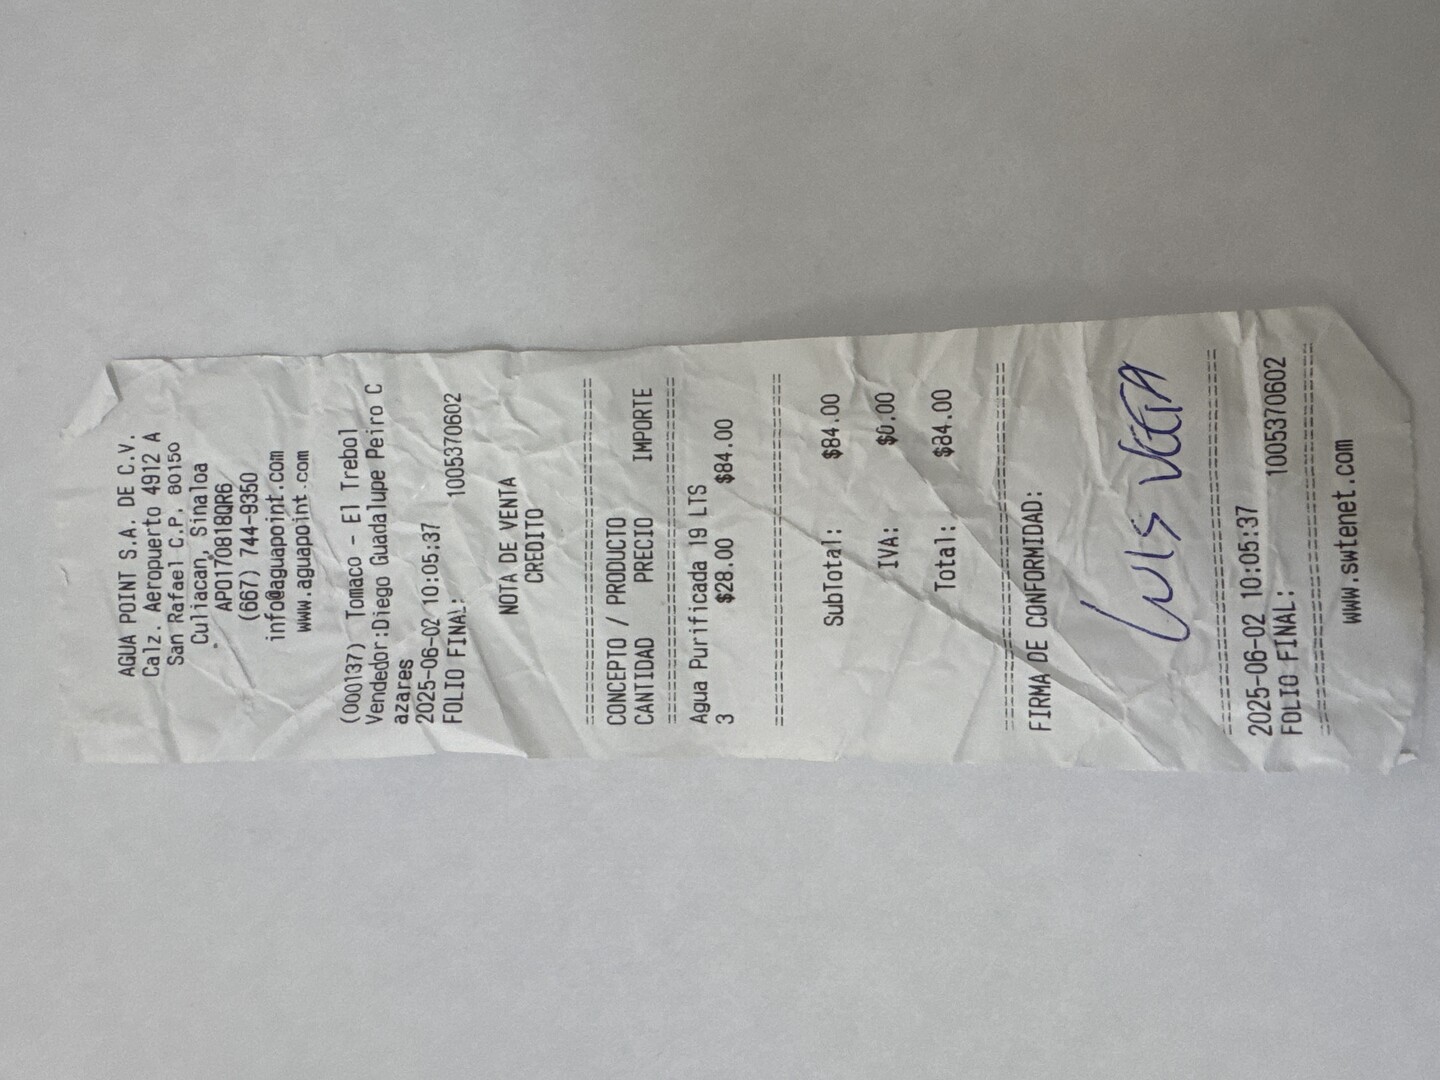 AGUA POINT S.A. DE C.V.
Calz. Aeropuerto 4912 A
San Rafael C.P. 80150
Culiacan, Sinaloa
APO170818QR6
(667) 744-9350
info@aguapoint.com
www.aguapoint.com
(000137) Tomaco - El Trebol
Vendedor:Diego Guadalupe Peiro C
azares
2025-06-02 10:05:37
FOLIO FINAL: 1005370602
NOTA DE VENTA
CREDITO
================================
CONCEPTO / PRODUCTO
CANTIDAD PRECIO IMPORTE
================================
Agua Purificada 19 LTS
3 $28.00 $84.00
================================
SubTotal: $84.00
IVA: $0.00
Total: $84.00
================================
FIRMA DE CONFORMIDAD:
LUIS VEGA
================================
2025-06-02 10:05:37
FOLIO FINAL: 1005370602
================================
www.swtenet.com